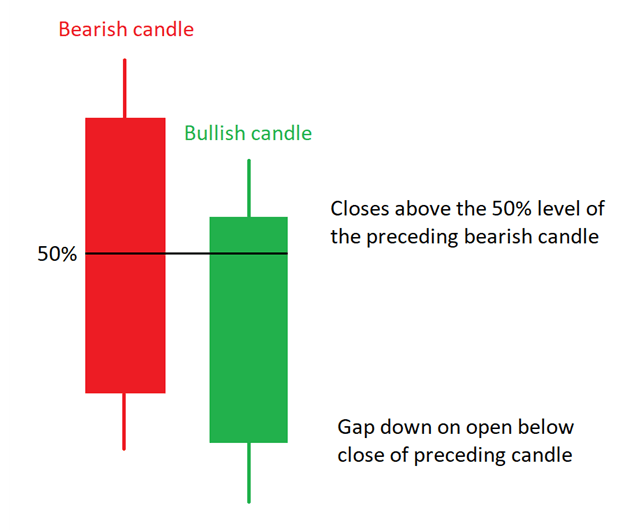 Bearish candle
Bullish candle
Closes above the 50% level of
the preceding bearish candle
50%
Gap down on open below
close of preceding candle